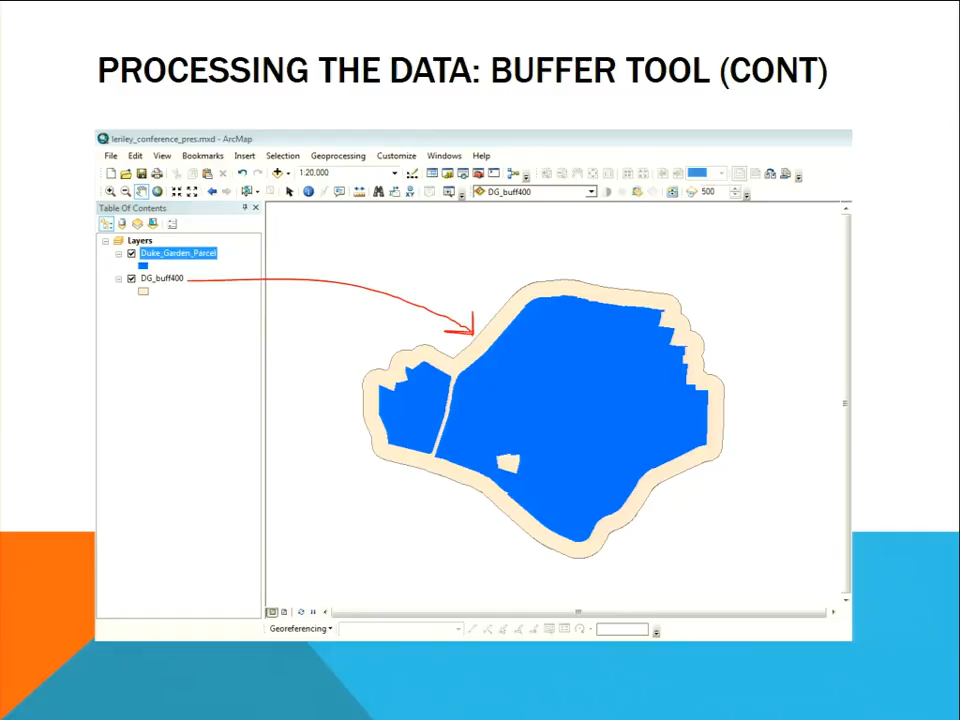 PROCESSING THE DATA: BUFFER TOOL (CONT)
leriley_conference_pres.mxd - ArcMap
File Edit View Bookmarks Insert Selection Geoprocessing Customize Windows Help
1:20,000
DG_buff400 500
Table Of Contents
Layers
Duke_Garden_Parcel
DG_buff400
Georeferencing